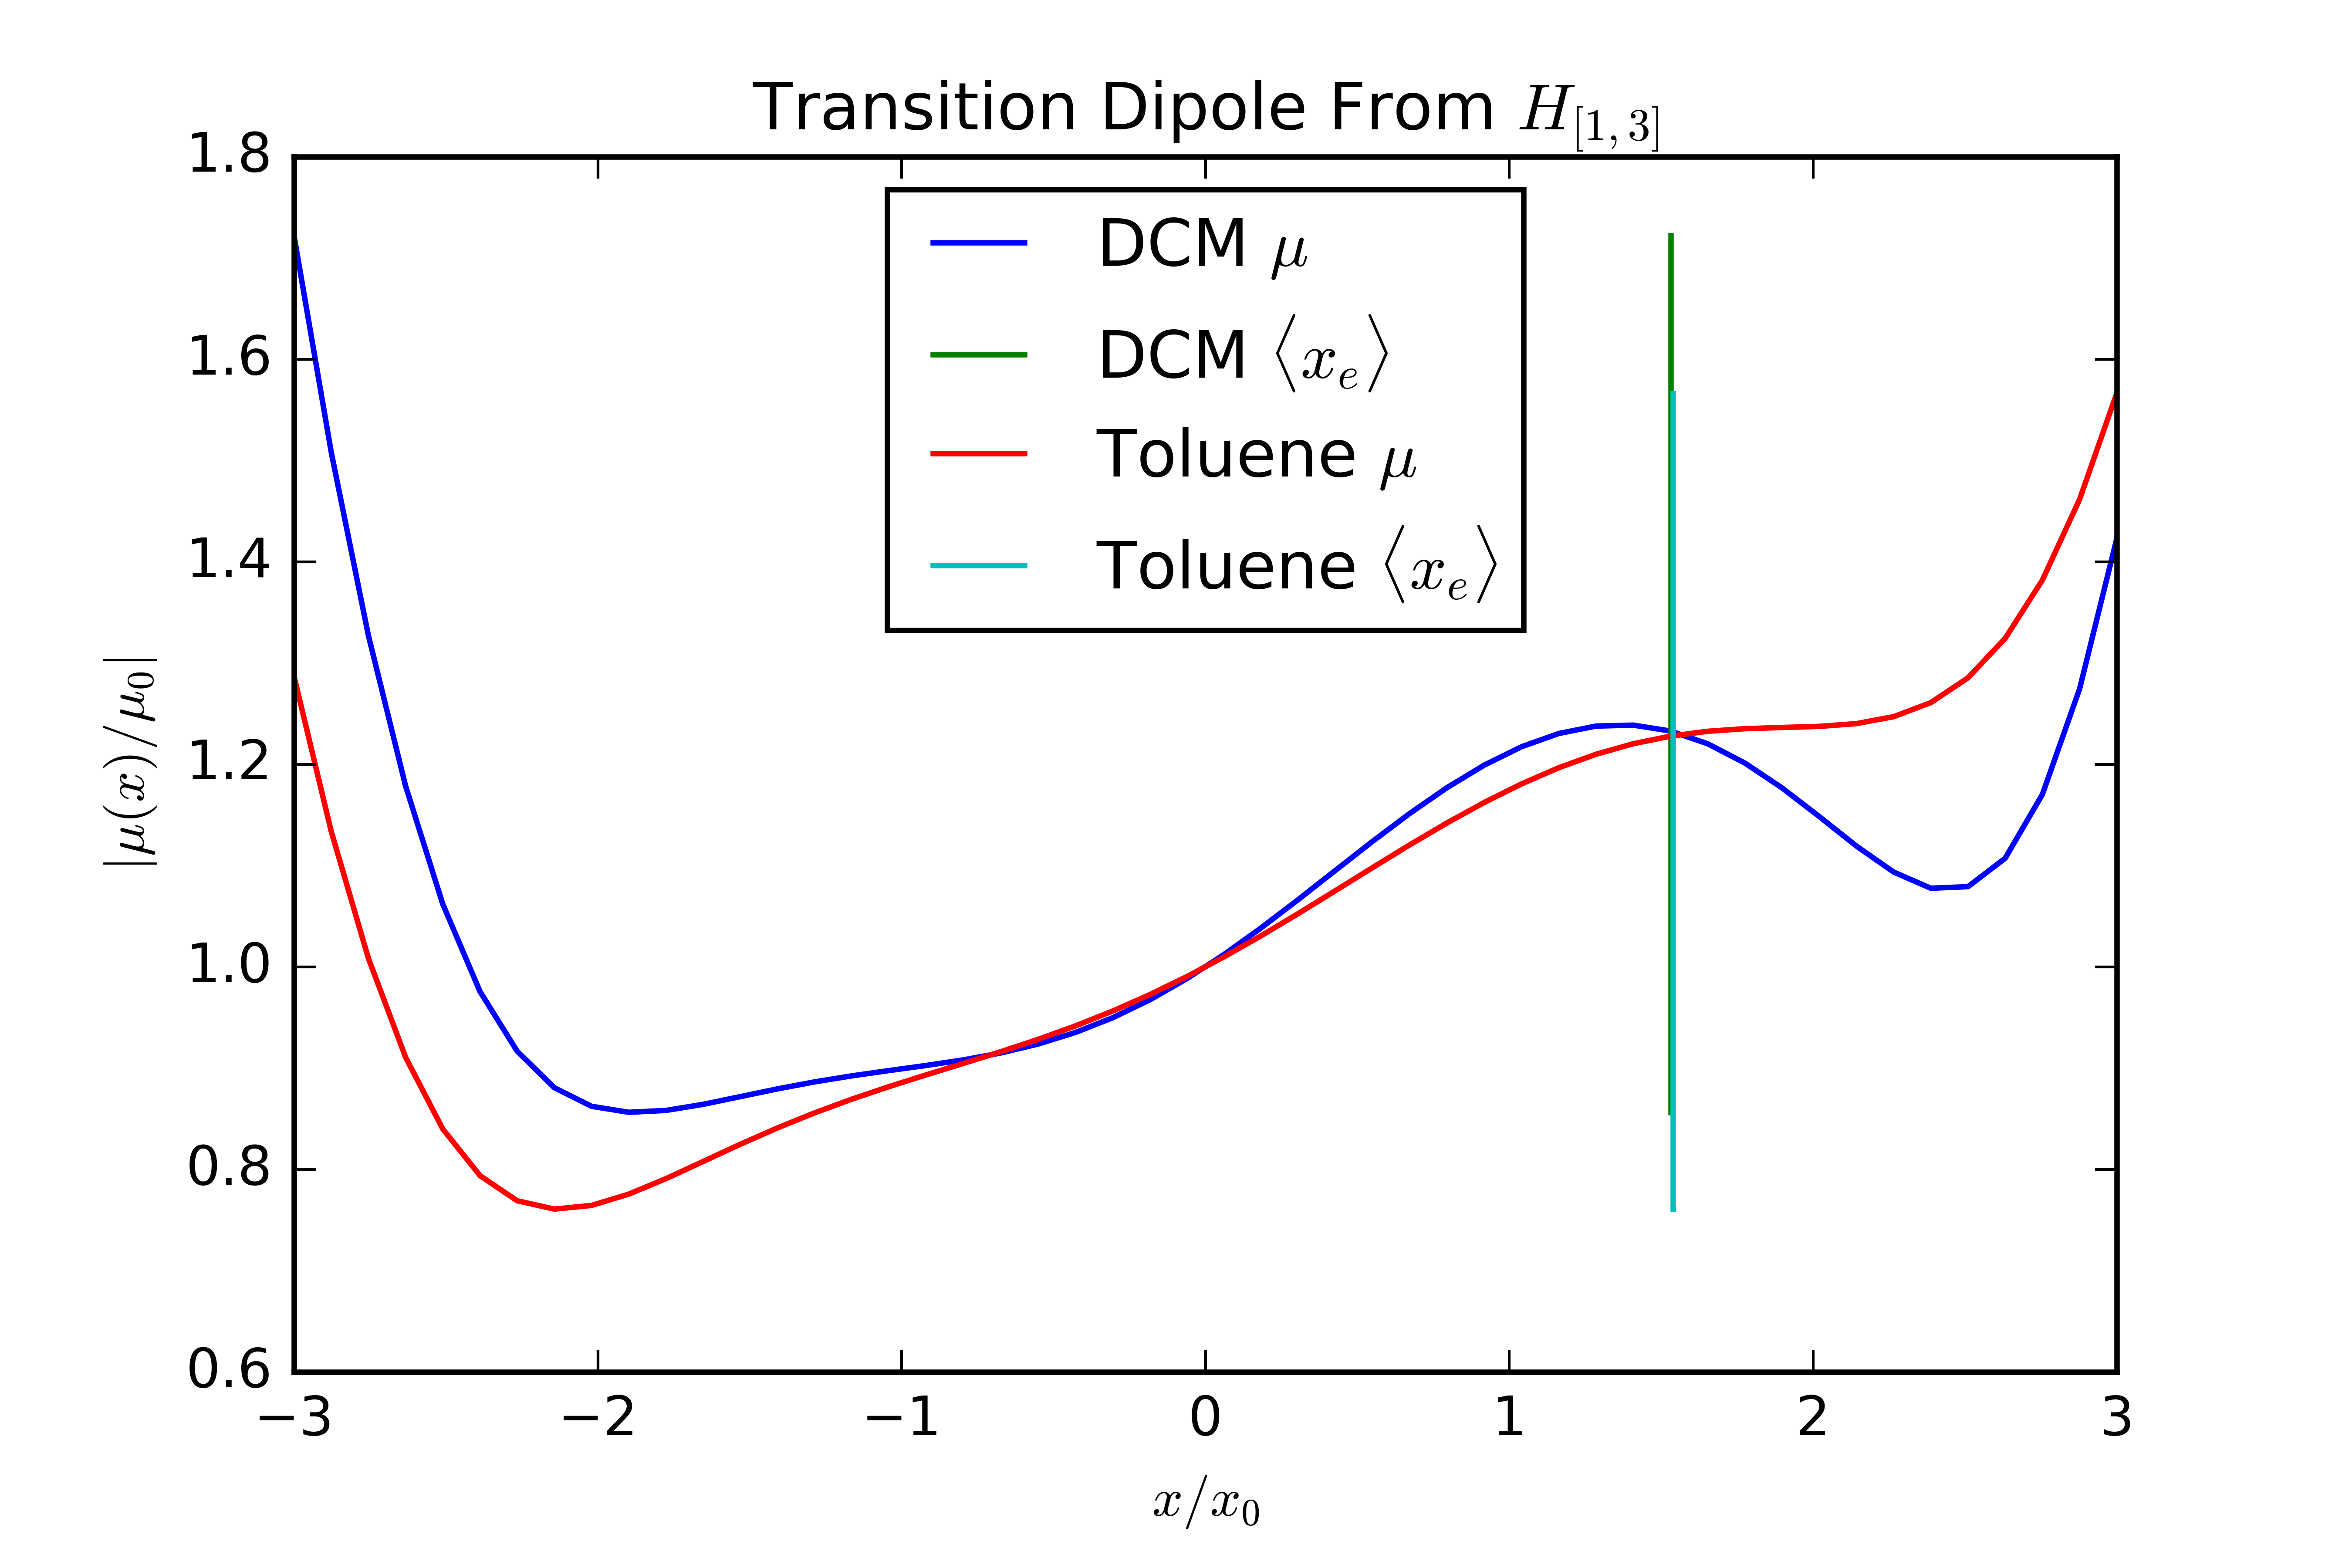 Transition Dipole From H[1,3]
1.8
1.6
1.4
1.2
1.0
0.8
0.6
|μ(x)/μ0|
DCM μ
DCM ⟨xe⟩
Toluene μ
Toluene ⟨xe⟩
−3 −2 −1 0 1 2 3
x/x0